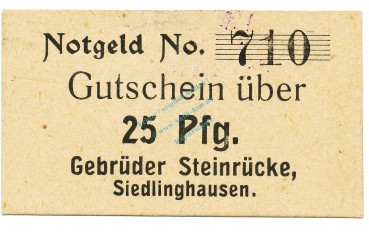 Notgeld No. 710
Gutschein über
25 Pfg.
Gebrüder Steinrücke,
Siedlinghausen.